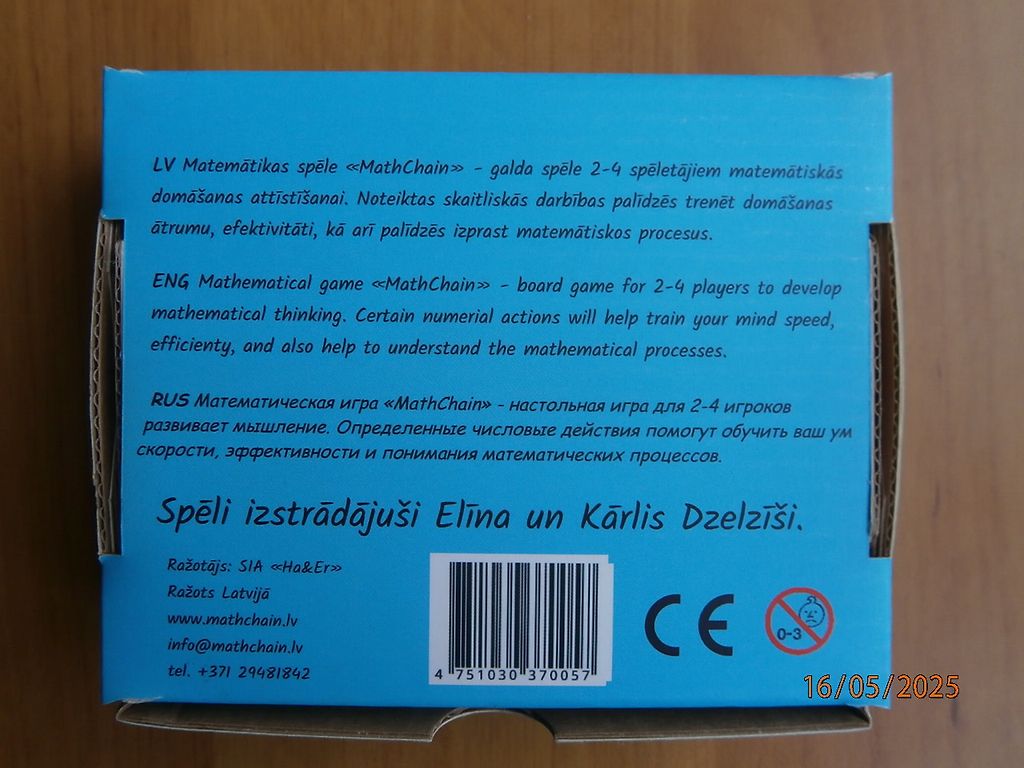 LV Matemātikas spēle «MathChain» - galda spēle 2-4 spēletājiem matemātiskās
domāšanas attīstīšanai. Noteiktas skaitliskās darbības palīdzēs trenēt domāšanas
ātrumu, efektivitāti, kā arī palīdzēs izprast matemātiskos procesus.
ENG Mathematical game «MathChain» - board game for 2-4 players to develop
mathematical thinking. Certain numerial actions will help train your mind speed,
efficienty, and also help to understand the mathematical processes.
RUS Математическая игра «MathChain» - настольная игра для 2-4 игроков
развивает мышление. Определенные числовые действия помогут обучить ваш ум
скорости, эффективности и понимания математических процессов.
Spēli izstrādājuši Elīna un Kārlis Dzelzīši.
Ražotājs: SIA «Ha&Er»
Ražots Latvijā
www.mathchain.lv
info@mathchain.lv
tel. +371 29481842
4 751030 370057
CE
0-3
16/05/2025